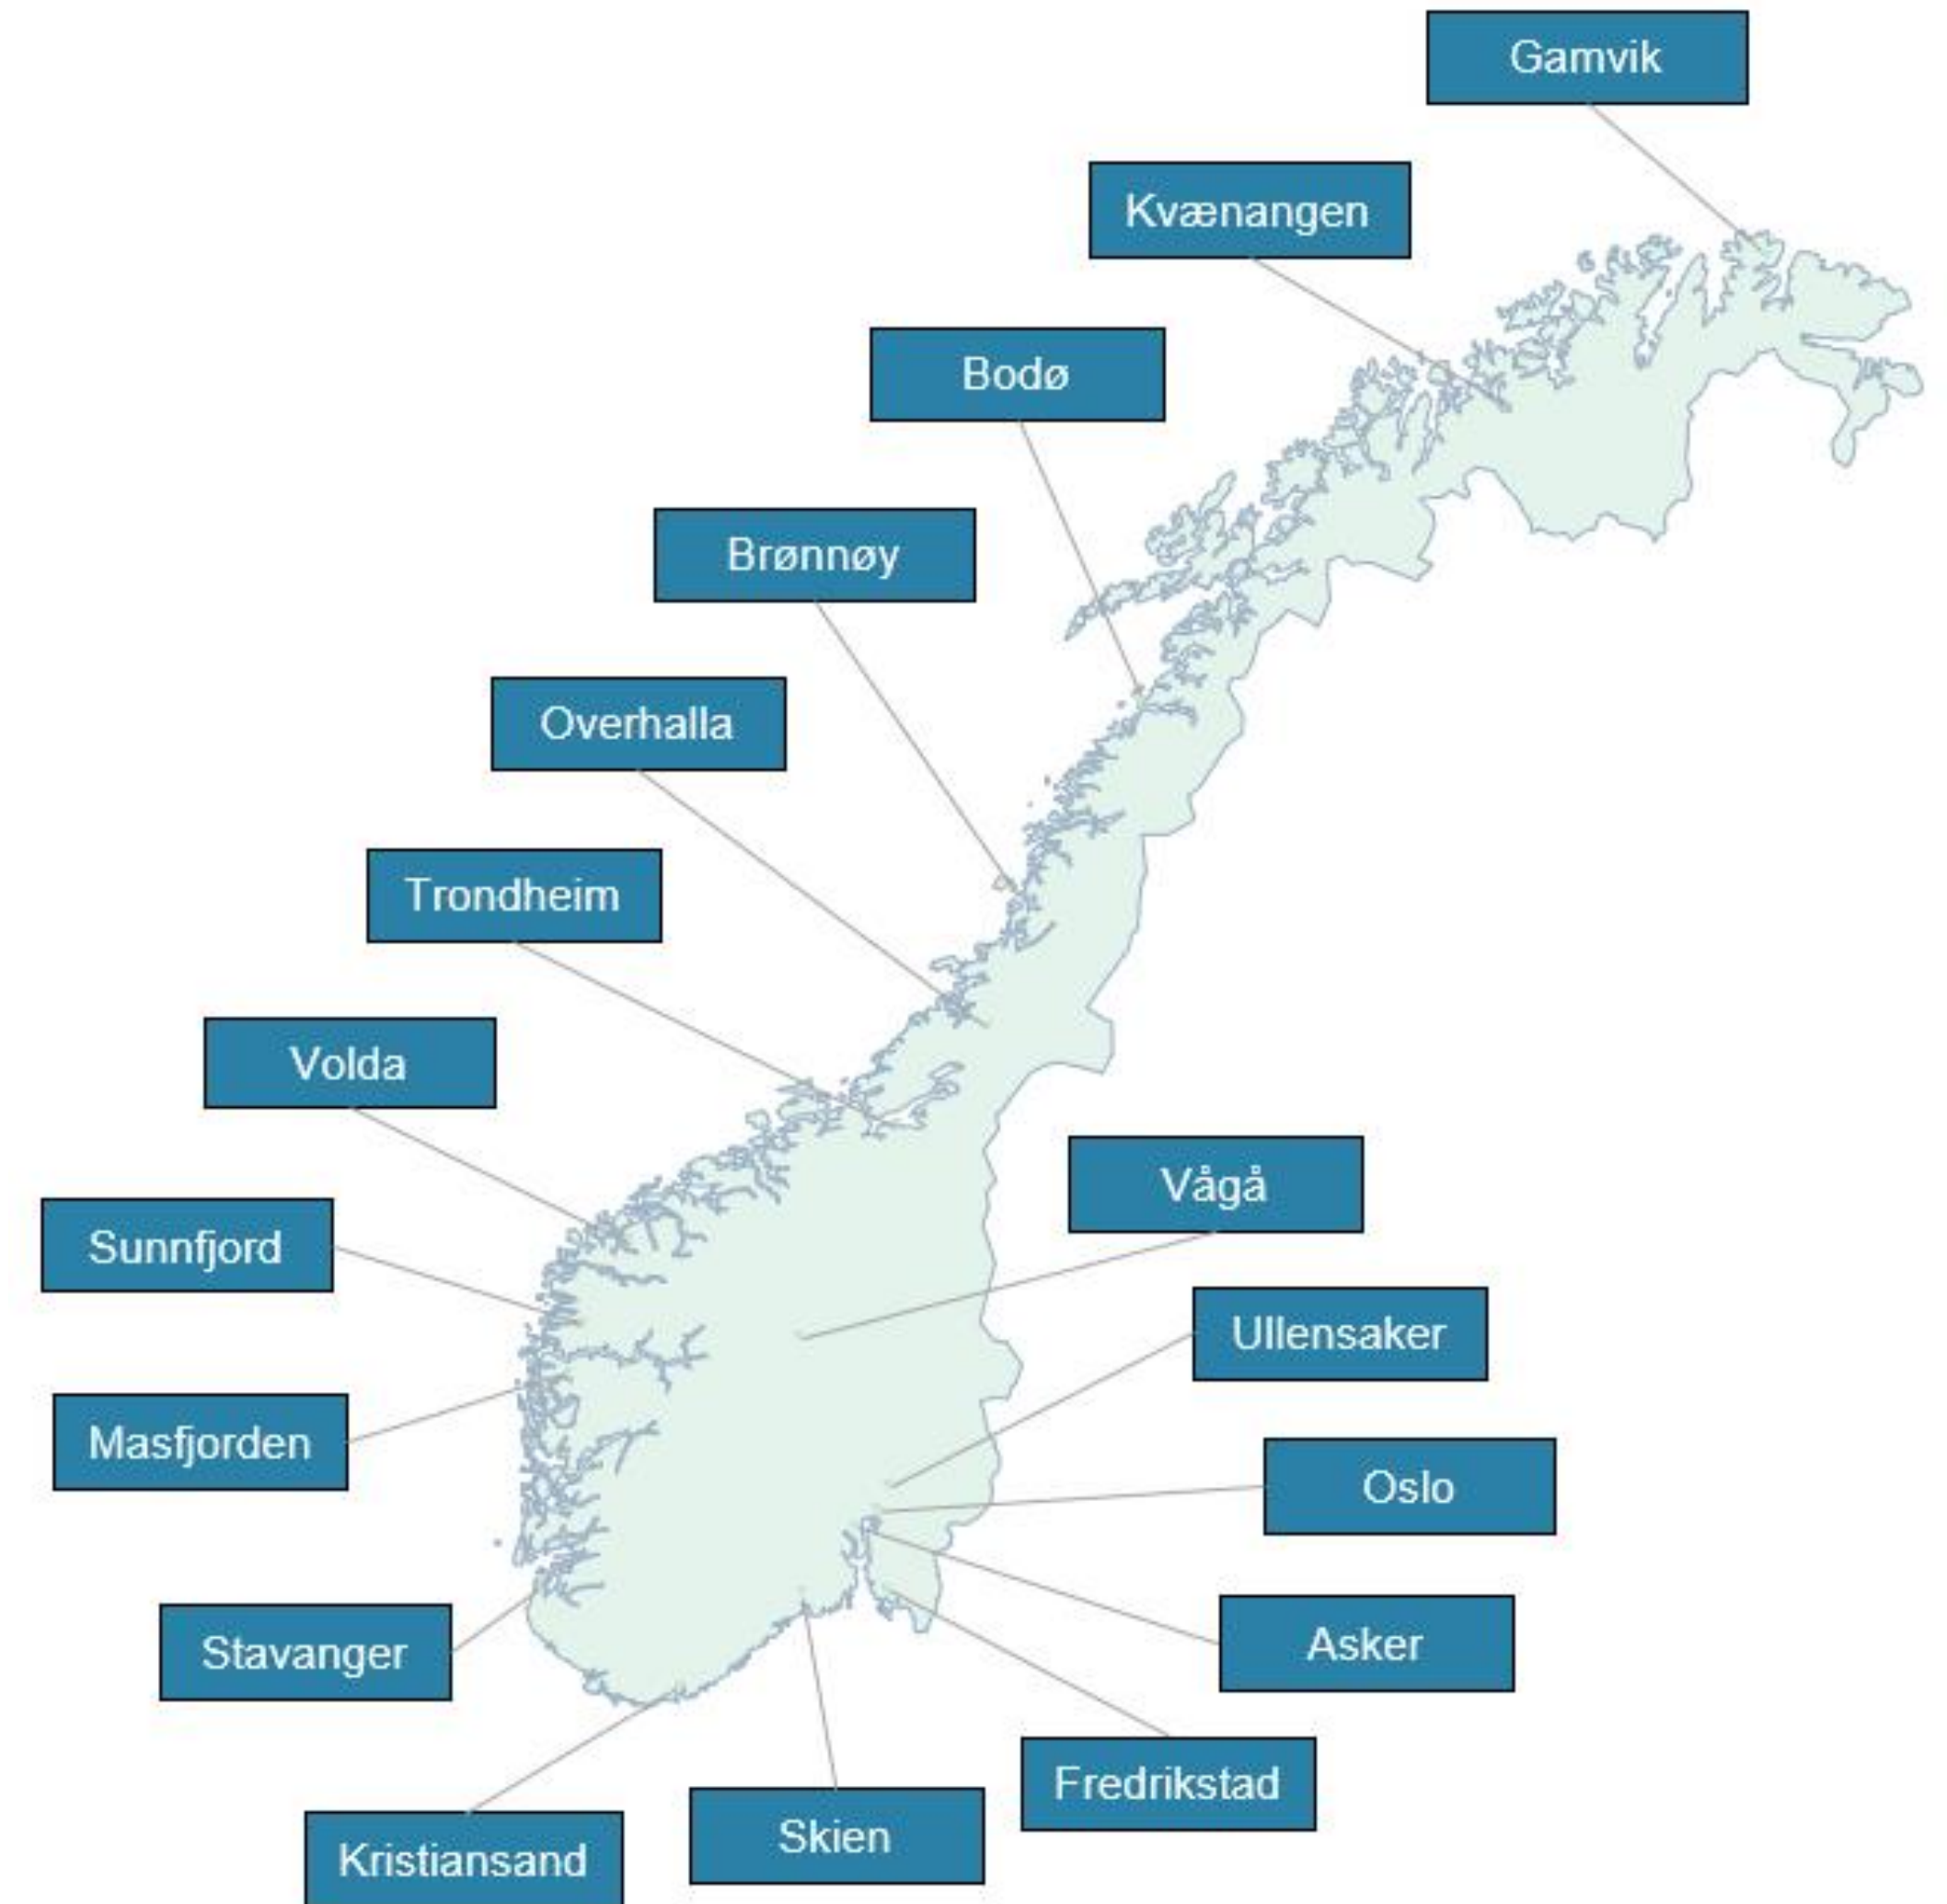 Gamvik
Kvænangen
Bodø
Brønnøy
Overhalla
Trondheim
Volda
Vågå
Sunnfjord
Ullensaker
Masfjorden
Oslo
Stavanger
Asker
Fredrikstad
Skien
Kristiansand